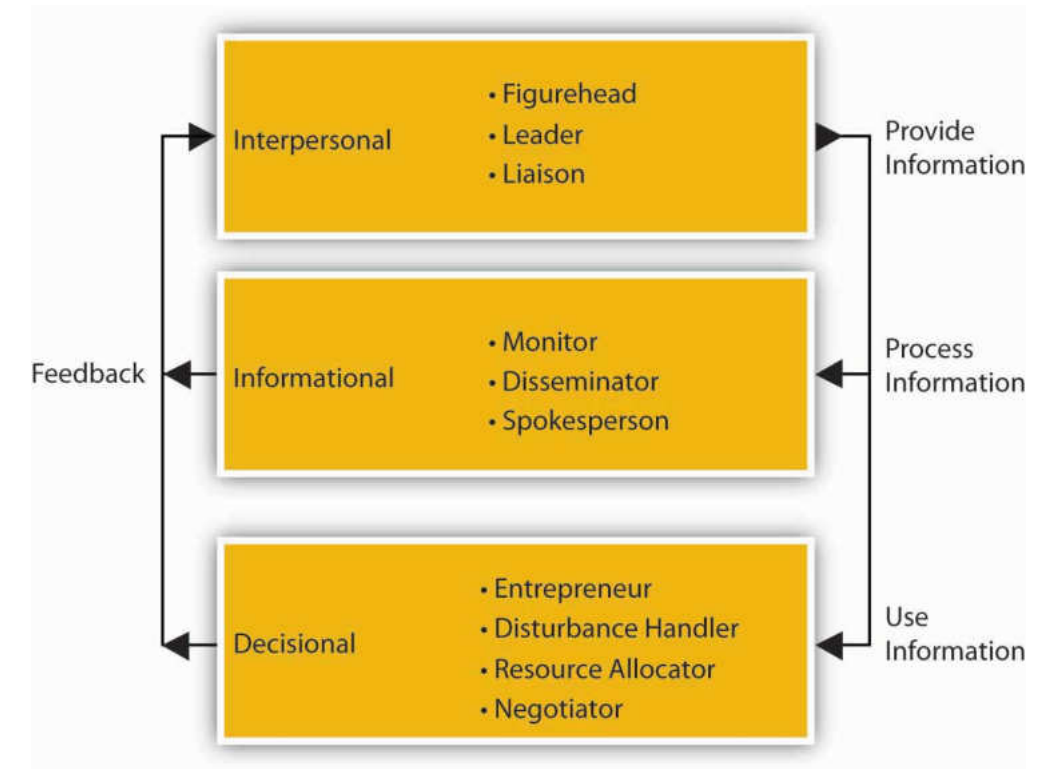 Interpersonal
• Figurehead
• Leader
• Liaison
Provide
Information
Feedback
Informational
• Monitor
• Disseminator
• Spokesperson
Process
Information
Decisional
• Entrepreneur
• Disturbance Handler
• Resource Allocator
• Negotiator
Use
Information